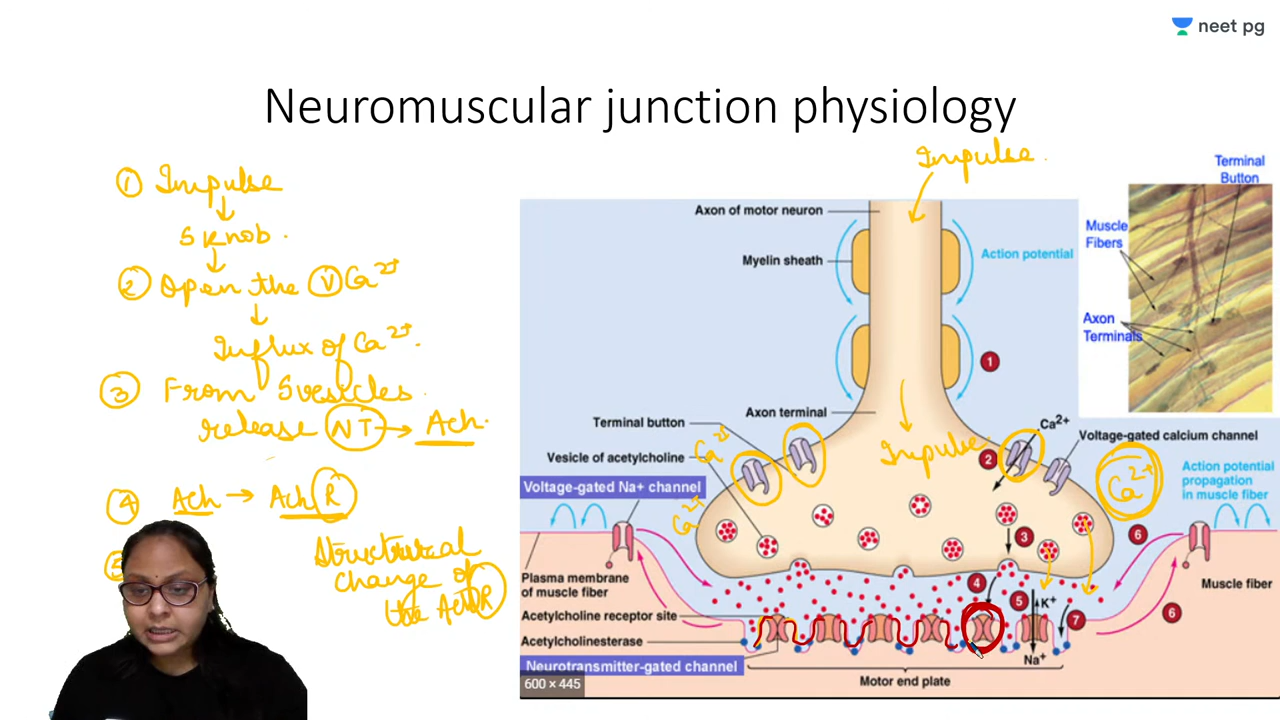 neet pg
Neuromuscular junction physiology
① Impulse
↓
S Knob.
↓
② Open the Ⓥ Ca²⁺
↓
Influx of Ca²⁺.
③ From S vesicles.
release NT → Ach.
④ Ach → Ach R
Structural
change of
the Ach R
Impulse.
Axon of motor neuron
Myelin sheath
Action potential
1
Axon terminal
Terminal button
Vesicle of acetylcholine
Voltage-gated Na+ channel
Ca²⁺
Ca²⁺
Impulse.
2
Ca2+
Voltage-gated calcium channel
Ca²⁺
Action potential
propagation
in muscle fiber
3
4
5
K+
Na+
6
6
7
Muscle fiber
Plasma membrane
of muscle fiber
Acetylcholine receptor site
Acetylcholinesterase
Neurotransmitter-gated channel
Motor end plate
600 × 445
Terminal
Button
Muscle
Fibers
Axon
Terminals